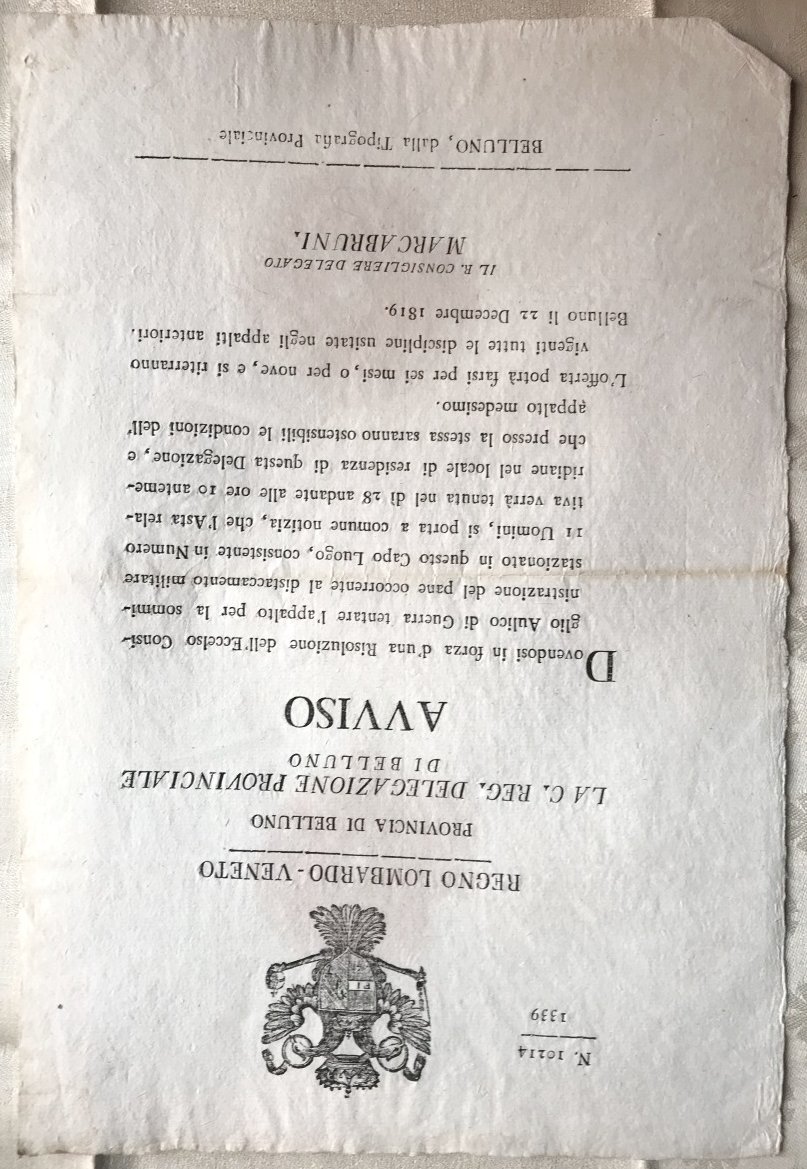 N. 10214
1339
F I
REGNO LOMBARDO-VENETO
PROVINCIA DI BELLUNO
LA C. REG. DELEGAZIONE PROVINCIALE
DI BELLUNO
AVVISO
Dovendosi in forza d'una Risoluzione dell'Eccelso Consi-
glio Aulico di Guerra tentare l'appalto per la sommi-
nistrazione del pane occorrente al distaccamento militare
stazionato in questo Capo Luogo, consistente in Numero
11 Uomini, si porta a comune notizia, che l'Asta rela-
tiva verrà tenuta nel dì 28 andante alle ore 10 anteme-
ridiane nel locale di residenza di questa Delegazione, e
che presso la stessa saranno ostensibili le condizioni dell'
appalto medesimo.
L'offerta potrà farsi per sei mesi, o per nove, e si riterranno
vigenti tutte le discipline usitate negli appalti anteriori.
Belluno li 22 Decembre 1819.
IL R. CONSIGLIERE DELEGATO
MARCABRUNI.
BELLUNO, dalla Tipografia Provinciale